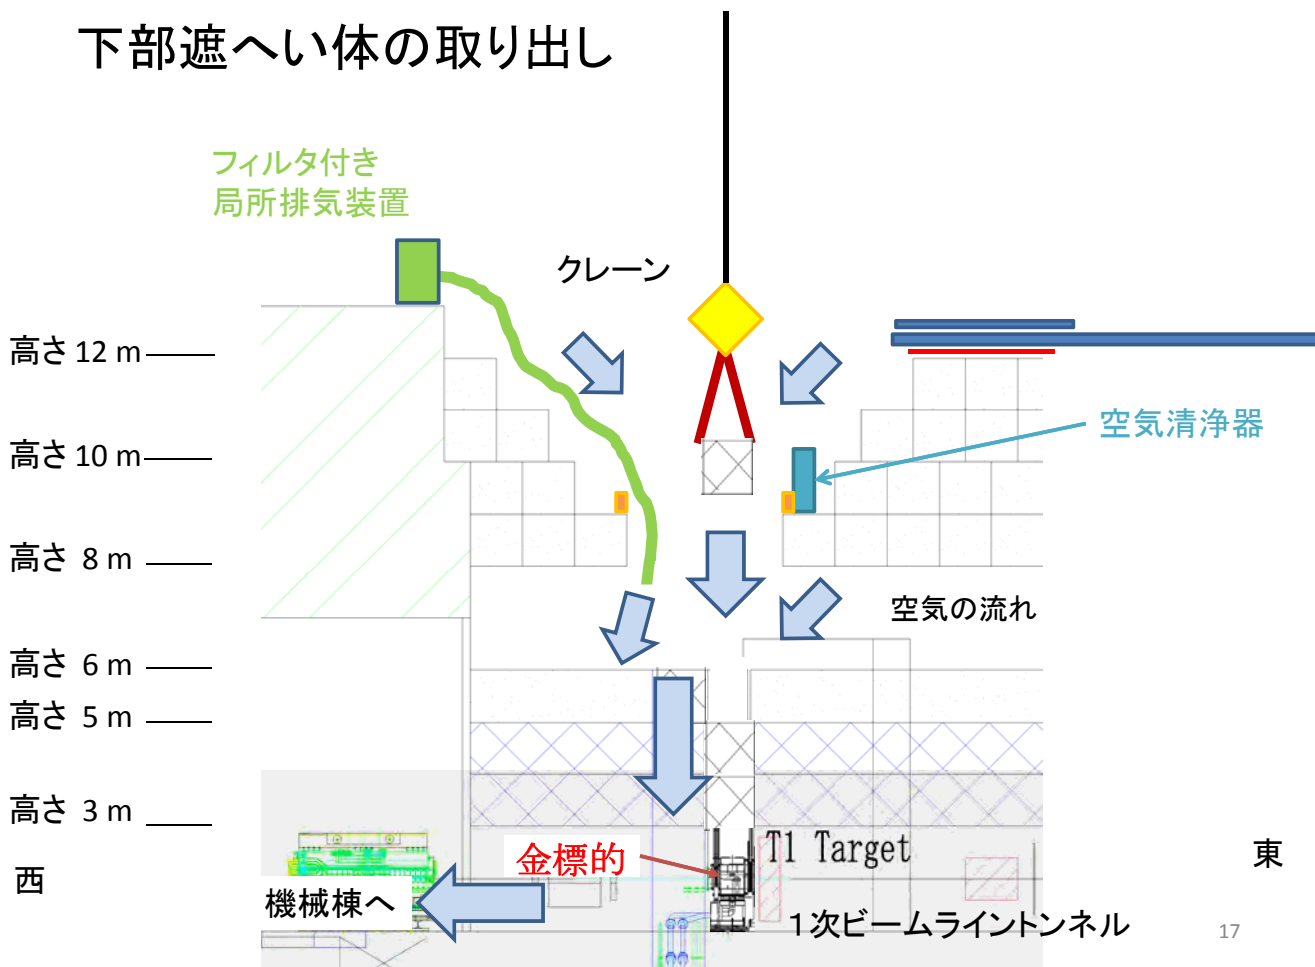 下部遮へい体の取り出し
フィルタ付き
局所排気装置
クレーン
高さ 12 m
空気清浄器
高さ 10 m
高さ 8 m
空気の流れ
高さ 6 m
高さ 5 m
高さ 3 m
金標的
T1 Target
東
西
機械棟へ
1次ビームライントンネル
17